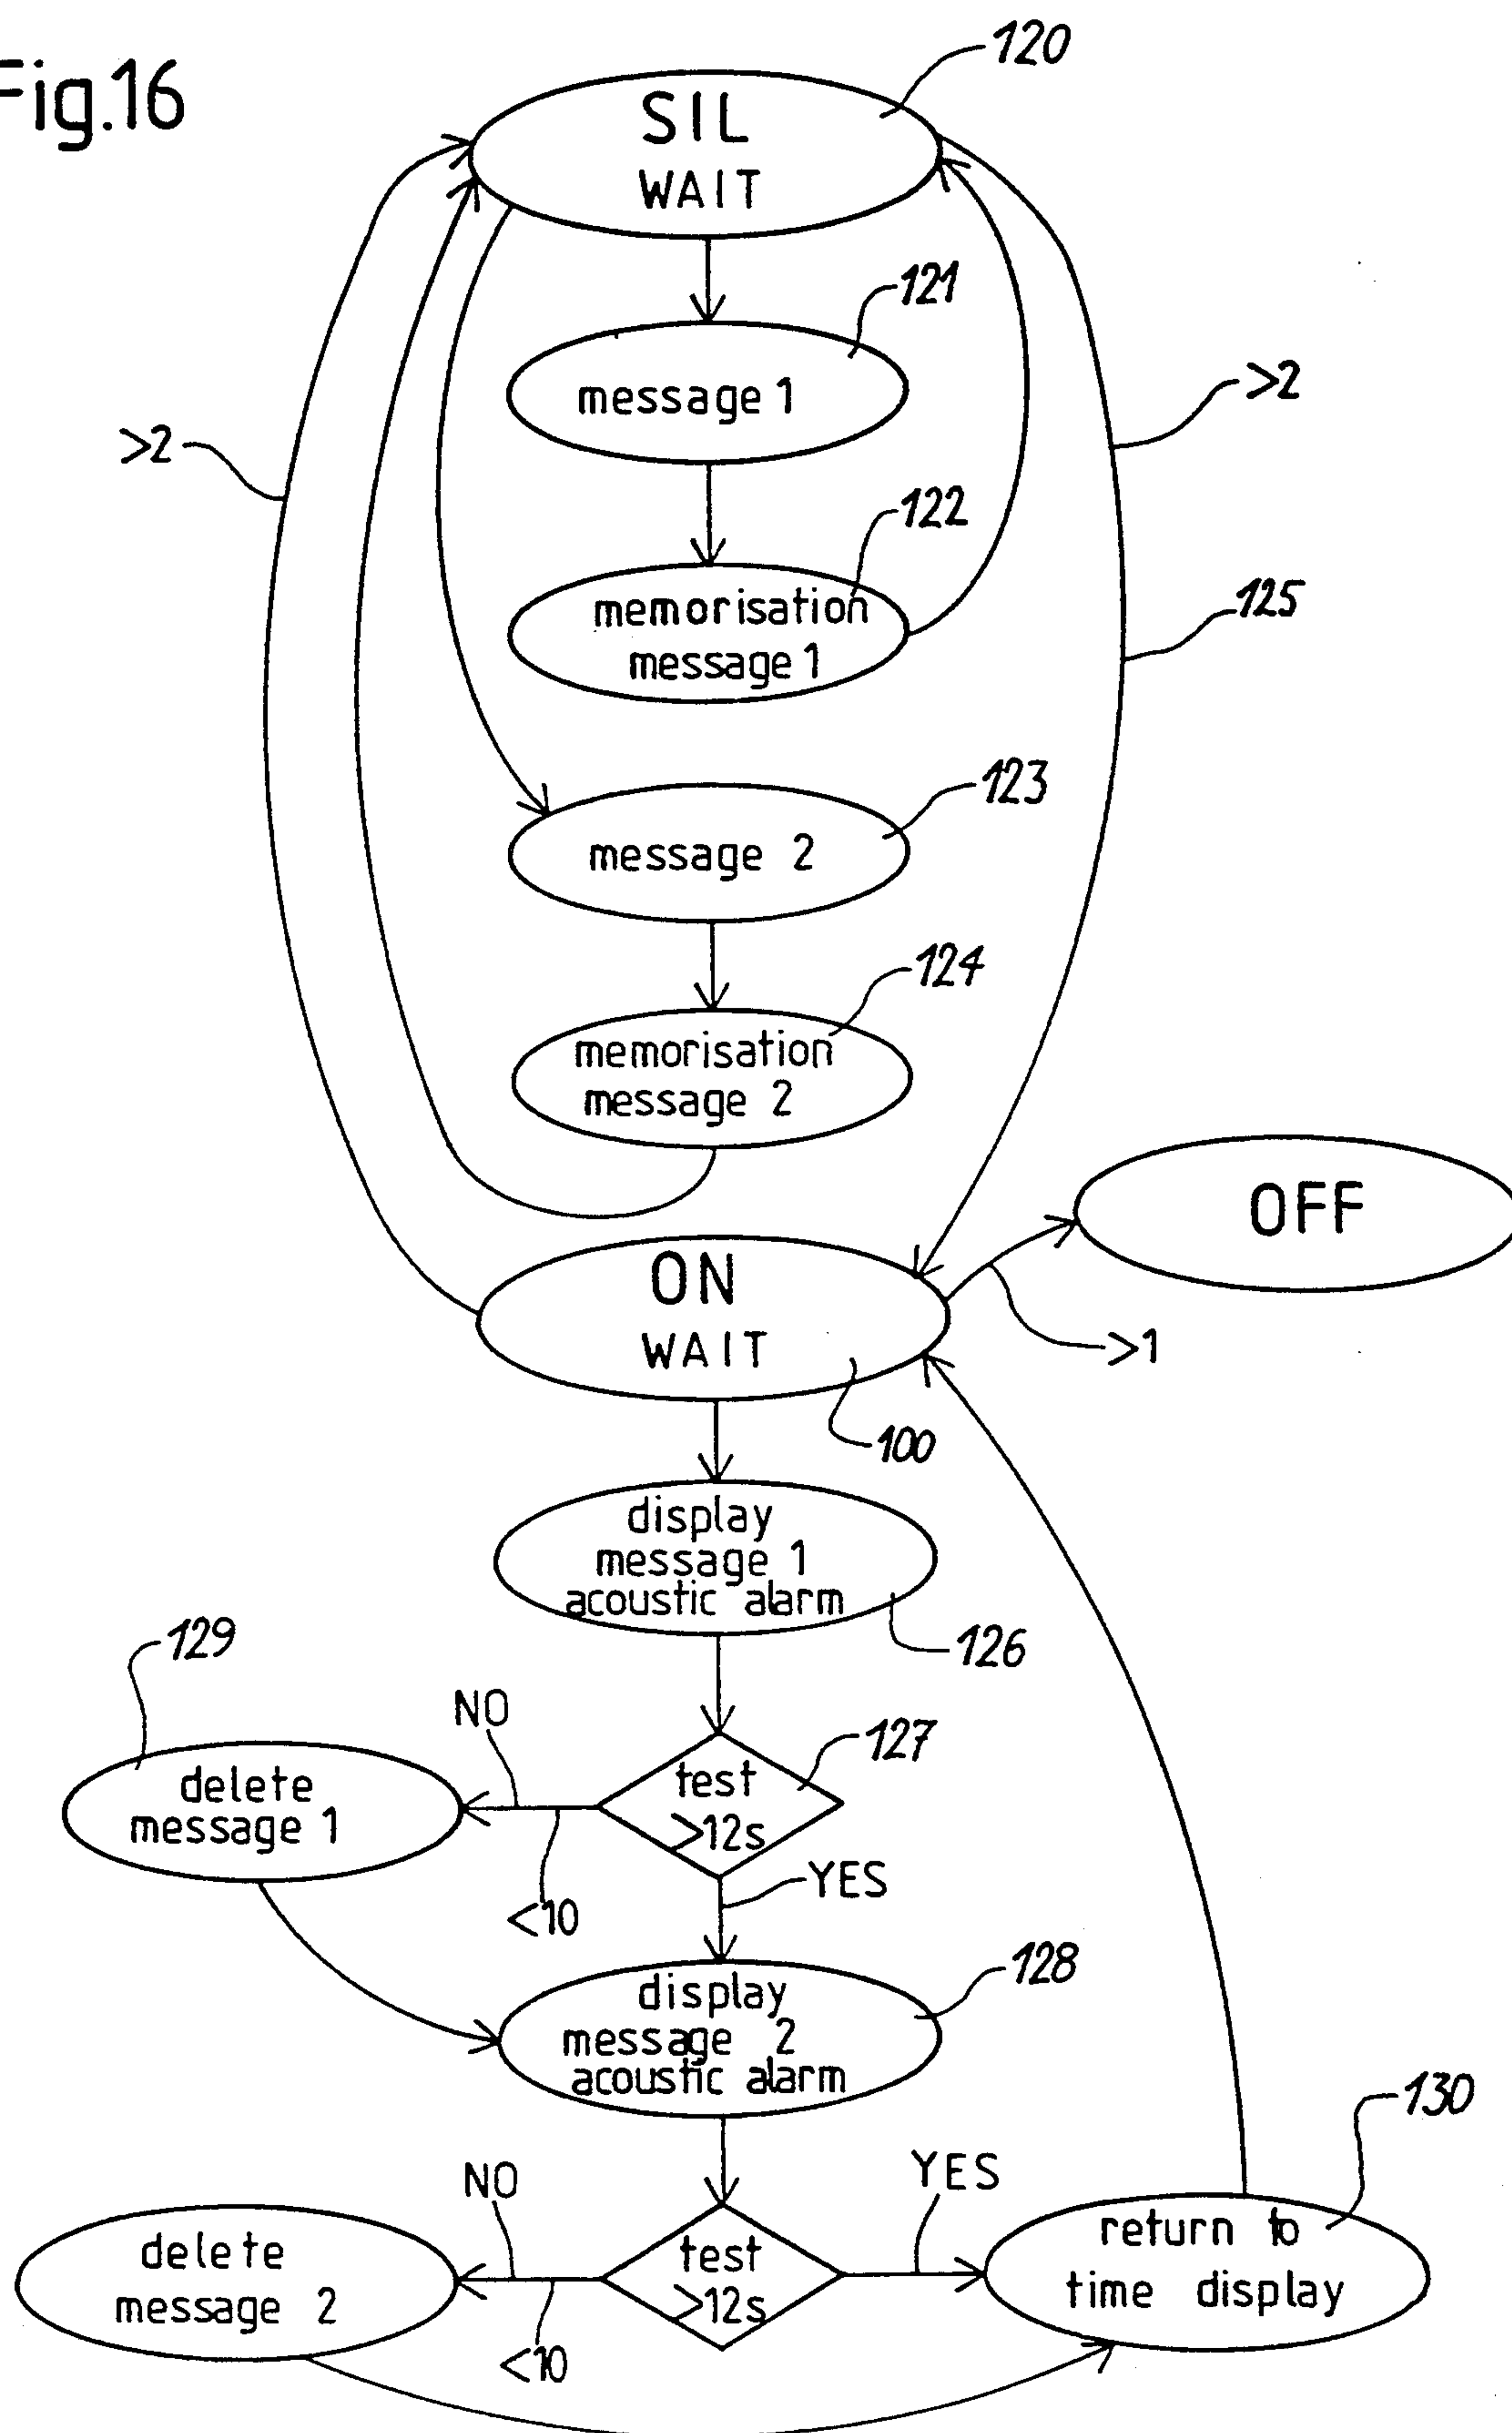 Fig.16
120
SIL
WAIT
121
message 1
>2
>2
122
memorisation
message 1
125
123
message 2
124
memorisation
message 2
OFF
ON
WAIT
>1
100
display
message 1
acoustic alarm
126
129
NO
127
delete
message 1
test
>12s
<10
YES
128
display
message 2
acoustic alarm
130
NO
YES
delete
message 2
test
>12s
return to
time display
<10